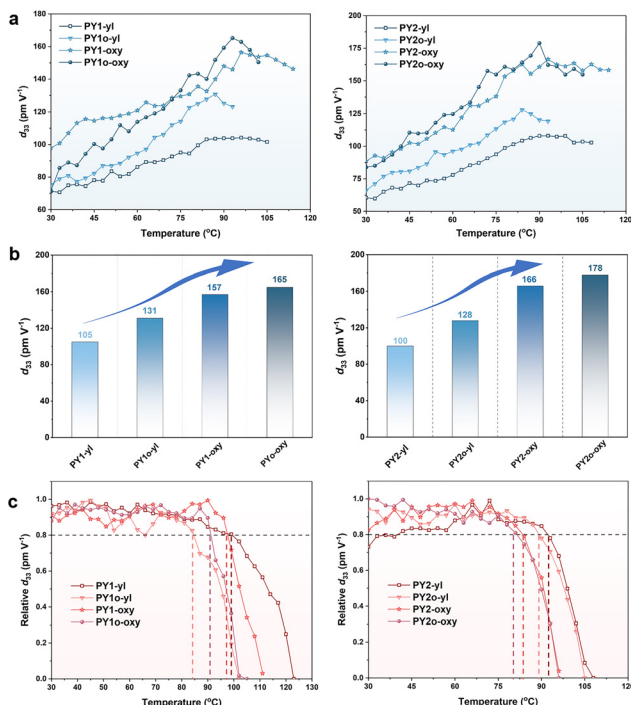 a
PY1-yl
PY1o-yl
PY1-oxy
PY1o-oxy
d33 (pm V⁻¹)
180
160
140
120
100
80
60
30 45 60 75 90 105 120
Temperature (°C)
PY2-yl
PY2o-yl
PY2-oxy
PY2o-oxy
d33 (pm V⁻¹)
200
175
150
125
100
75
50
30 45 60 75 90 105 120
Temperature (°C)
b
d33 (pm V⁻¹)
200
160
120
80
40
0
105
131
157
165
PY1-yl
PY1o-yl
PY1-oxy
PYo-oxy
d33 (pm V⁻¹)
200
160
120
80
40
0
100
128
166
178
PY2-yl
PY2o-yl
PY2-oxy
PY2o-oxy
c
Relative d33 (pm V⁻¹)
1.0
0.8
0.6
0.4
0.2
0.0
PY1-yl
PY1o-yl
PY1-oxy
PY1o-oxy
30 40 50 60 70 80 90 100 110 120 130
Temperature (°C)
Relative d33 (pm V⁻¹)
1.0
0.8
0.6
0.4
0.2
0.0
PY2-yl
PY2o-yl
PY2-oxy
PY2o-oxy
30 45 60 75 90 105 120
Temperature (°C)